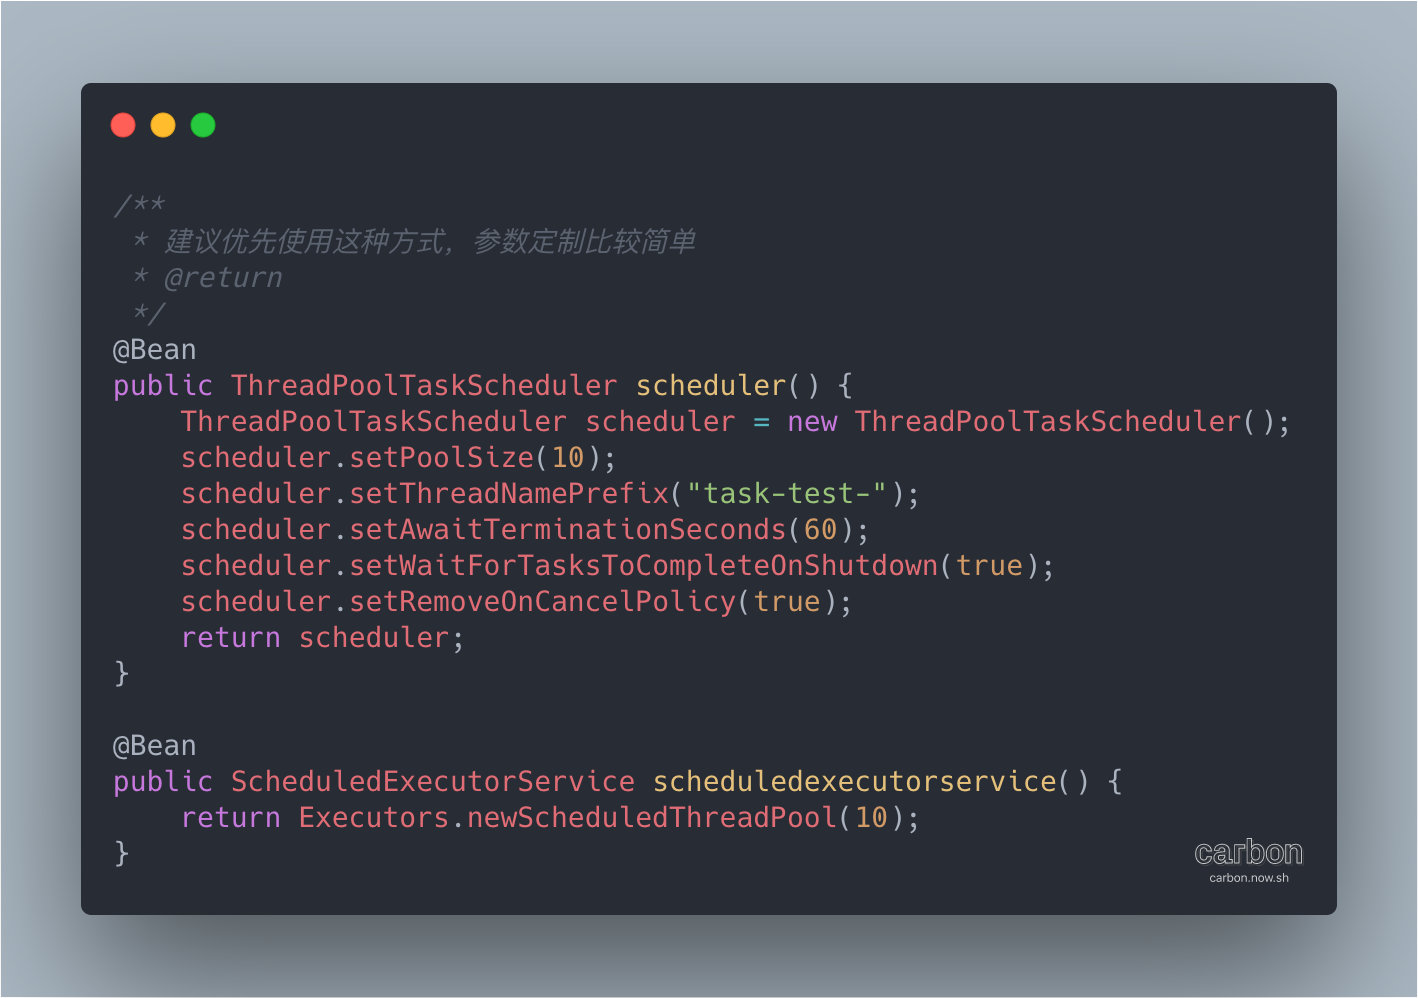 /**
 * 建议优先使用这种方式，参数定制比较简单
 * @return
 */
@Bean
public ThreadPoolTaskScheduler scheduler() {
    ThreadPoolTaskScheduler scheduler = new ThreadPoolTaskScheduler();
    scheduler.setPoolSize(10);
    scheduler.setThreadNamePrefix("task-test-");
    scheduler.setAwaitTerminationSeconds(60);
    scheduler.setWaitForTasksToCompleteOnShutdown(true);
    scheduler.setRemoveOnCancelPolicy(true);
    return scheduler;
}

@Bean
public ScheduledExecutorService scheduledexecutorservice() {
    return Executors.newScheduledThreadPool(10);
}
carbon
carbon.now.sh